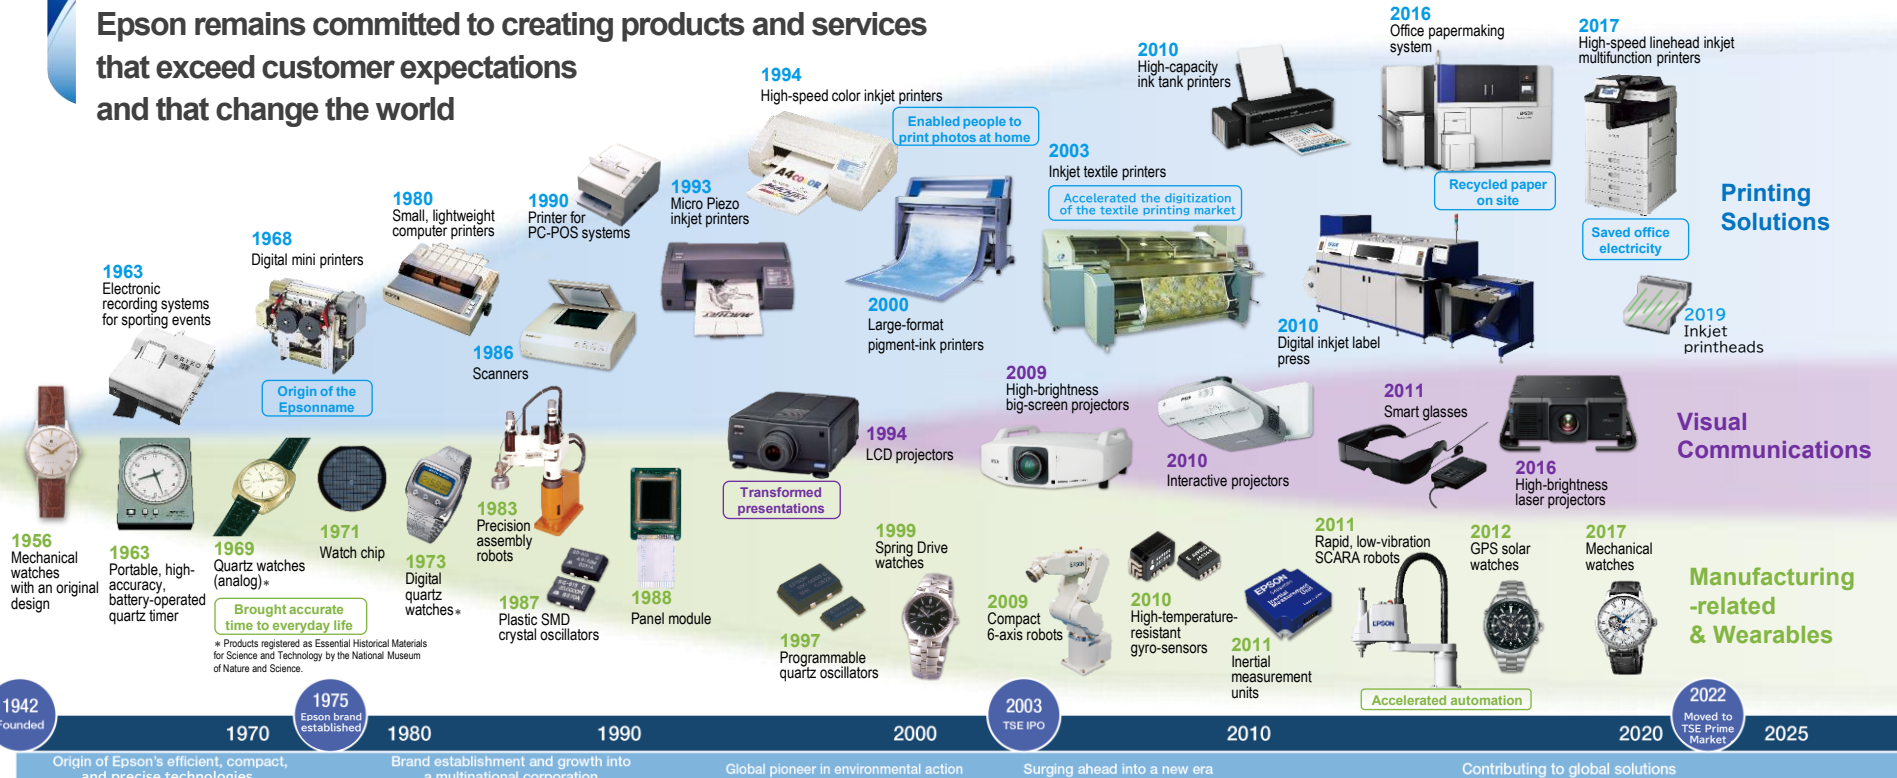 Epson remains committed to creating products and services
that exceed customer expectations
and that change the world
1956
Mechanical
watches
with an original
design
1963
Electronic
recording systems
for sporting events
1963
Portable, high-
accuracy,
battery-operated
quartz timer
1968
Digital mini printers
Origin of the
Epsonname
1969
Quartz watches
(analog)*
Brought accurate
time to everyday life
* Products registered as Essential Historical Materials
for Science and Technology by the National Museum
of Nature and Science.
1971
Watch chip
1973
Digital
quartz
watches*
1980
Small, lightweight
computer printers
1983
Precision
assembly
robots
1986
Scanners
1987
Plastic SMD
crystal oscillators
1988
Panel module
1990
Printer for
PC-POS systems
1993
Micro Piezo
inkjet printers
1994
High-speed color inkjet printers
Enabled people to
print photos at home
A4COLOR
1994
LCD projectors
Transformed
presentations
1997
Programmable
quartz oscillators
1999
Spring Drive
watches
2000
Large-format
pigment-ink printers
2003
Inkjet textile printers
Accelerated the digitization
of the textile printing market
2009
High-brightness
big-screen projectors
2009
Compact
6-axis robots
EPSON
2010
High-capacity
ink tank printers
2010
Digital inkjet label
press
2010
Interactive projectors
2010
High-temperature-
resistant
gyro-sensors
2011
Smart glasses
2011
Inertial
measurement
units
EPSON
2011
Rapid, low-vibration
SCARA robots
EPSON
Accelerated automation
2012
GPS solar
watches
2016
Office papermaking
system
EPSON
Recycled paper
on site
2016
High-brightness
laser projectors
2017
High-speed linehead inkjet
multifunction printers
Saved office
electricity
2017
Mechanical
watches
2019
Inkjet
printheads
Printing
Solutions
Visual
Communications
Manufacturing
-related
& Wearables
1942
Founded
1970
1975
Epson brand
established
1980
1990
2000
2003
TSE IPO
2010
2020
2022
Moved to
TSE Prime
Market
2025
Origin of Epson's efficient, compact,
and precise technologies
Brand establishment and growth into
a multinational corporation
Global pioneer in environmental action
Surging ahead into a new era
Contributing to global solutions